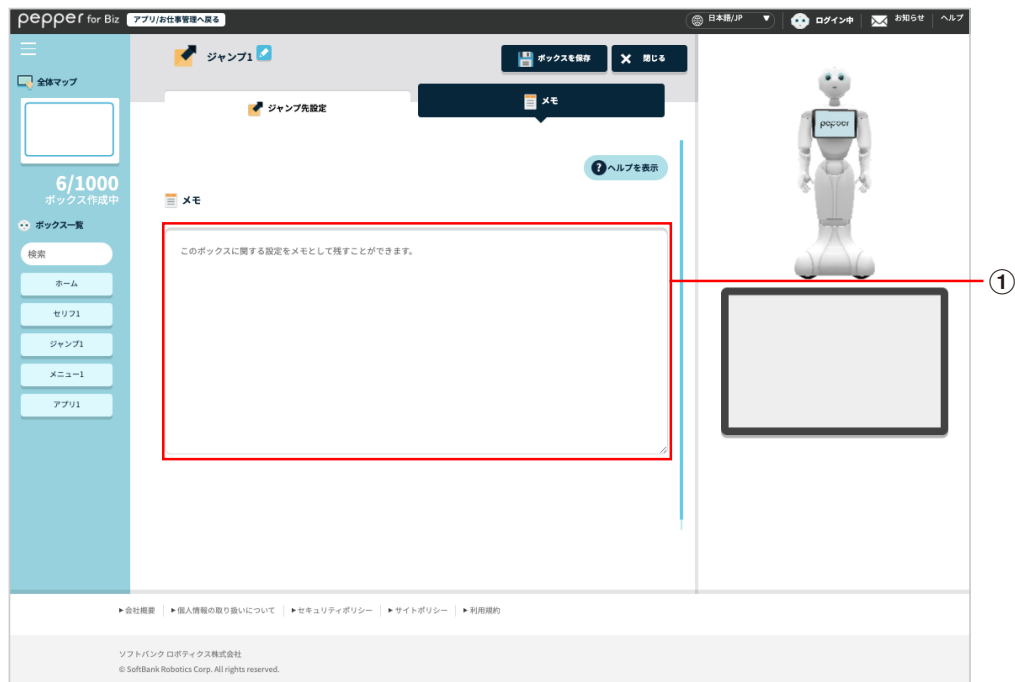 pepper for Biz アプリ/お仕事管理へ戻る 日本語/JP ▼ ログイン中 お知らせ ヘルプ
ジャンプ1 ボックスを保存 閉じる
全体マップ
ジャンプ先設定 メモ
pepper
ヘルプを表示
6/1000
ボックス作成中
メモ
ボックス一覧
検索
このボックスに関する設定をメモとして残すことができます。
ホーム
①
セリフ1
ジャンプ1
メニュー1
アプリ1
▶会社概要 ▶個人情報の取り扱いについて ▶セキュリティポリシー ▶サイトポリシー ▶利用規約
ソフトバンク ロボティクス株式会社
© SoftBank Robotics Corp. All rights reserved.